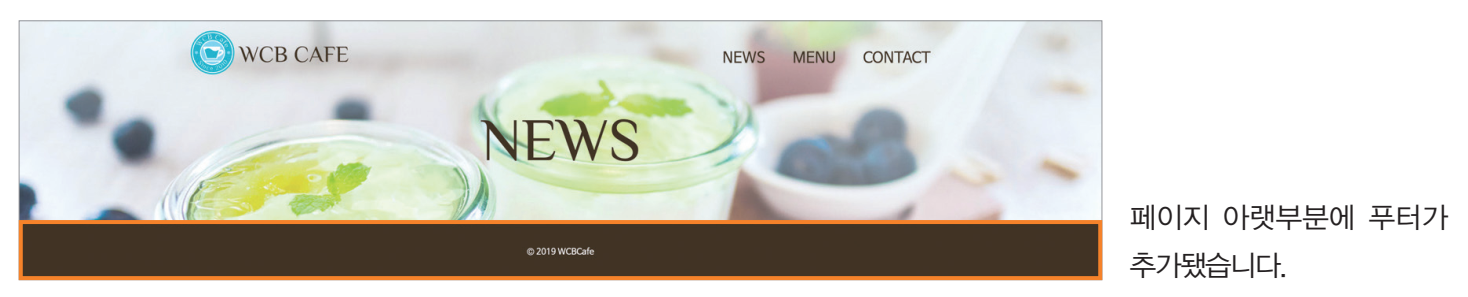 WCB CAFE
NEWS MENU CONTACT
NEWS
© 2019 WCBCafe
페이지 아랫부분에 푸터가
추가됐습니다.